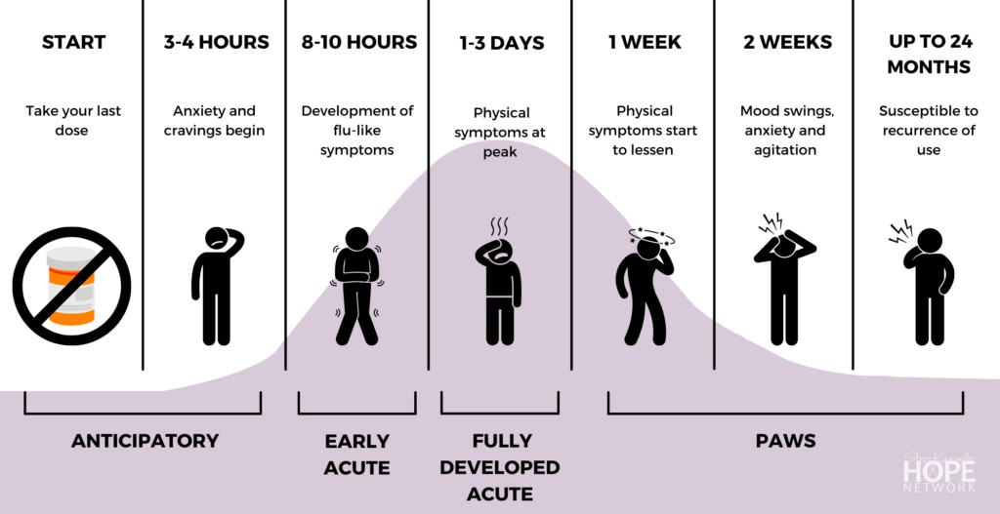 START
Take your last
dose
3-4 HOURS
Anxiety and
cravings begin
8-10 HOURS
Development of
flu-like
symptoms
1-3 DAYS
Physical
symptoms at
peak
1 WEEK
Physical
symptoms start
to lessen
2 WEEKS
Mood swings,
anxiety and
agitation
UP TO 24
MONTHS
Susceptible to
recurrence of
use
ANTICIPATORY
EARLY
ACUTE
FULLY
DEVELOPED
ACUTE
PAWS
HOPE
NETWORK